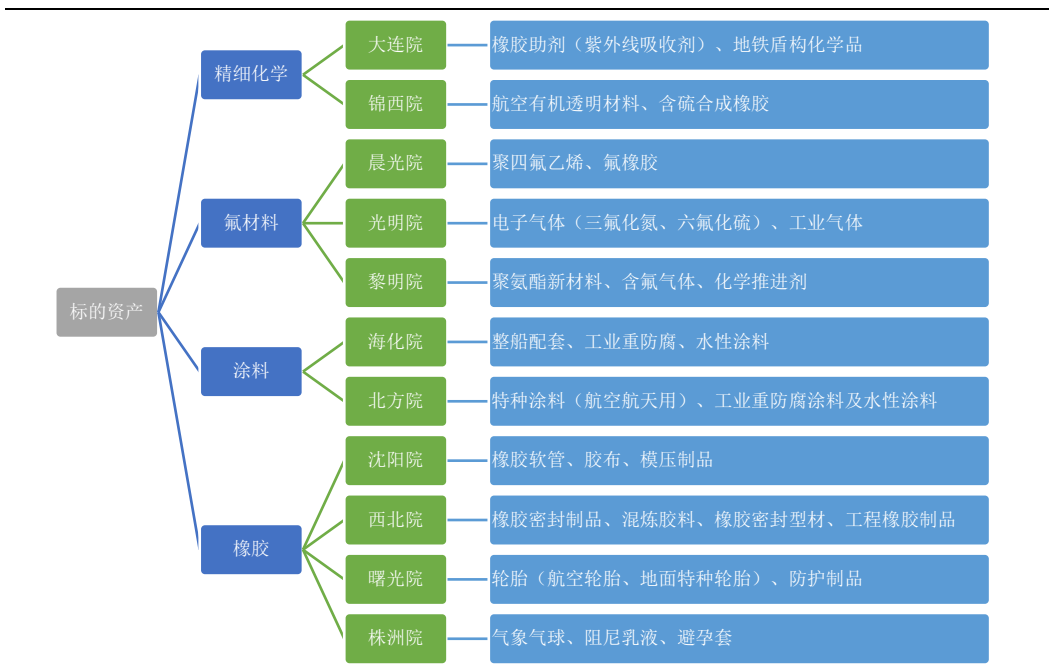 标的资产
精细化学
大连院
橡胶助剂（紫外线吸收剂）、地铁盾构化学品
锦西院
航空有机透明材料、含硫合成橡胶
氟材料
晨光院
聚四氟乙烯、氟橡胶
光明院
电子气体（三氟化氮、六氟化硫）、工业气体
黎明院
聚氨酯新材料、含氟气体、化学推进剂
涂料
海化院
整船配套、工业重防腐、水性涂料
北方院
特种涂料（航空航天用）、工业重防腐涂料及水性涂料
橡胶
沈阳院
橡胶软管、胶布、模压制品
西北院
橡胶密封制品、混炼胶料、橡胶密封型材、工程橡胶制品
曙光院
轮胎（航空轮胎、地面特种轮胎）、防护制品
株洲院
气象气球、阻尼乳液、避孕套